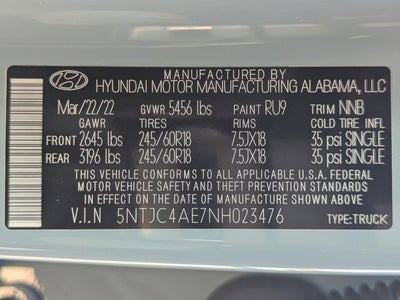 MANUFACTURED BY
HYUNDAI MOTOR MANUFACTURING ALABAMA, LLC
Mar/22/22 GVWR 5456 lbs PAINT RU9 TRIM NNB
GAWR TIRES RIMS COLD TIRE INFL
FRONT 2645 lbs 245/60R18 7.5JX18 35 psi SINGLE
REAR 3196 lbs 245/60R18 7.5JX18 35 psi SINGLE
THIS VEHICLE CONFORMS TO ALL APPLICABLE FEDERAL
MOTOR VEHICLE SAFETY STANDARDS IN EFFECT ON
THE DATE OF MANUFACTURE SHOWN ABOVE.
V.I.N 5NTJC4AE7NH023476 TYPE:TRUCK